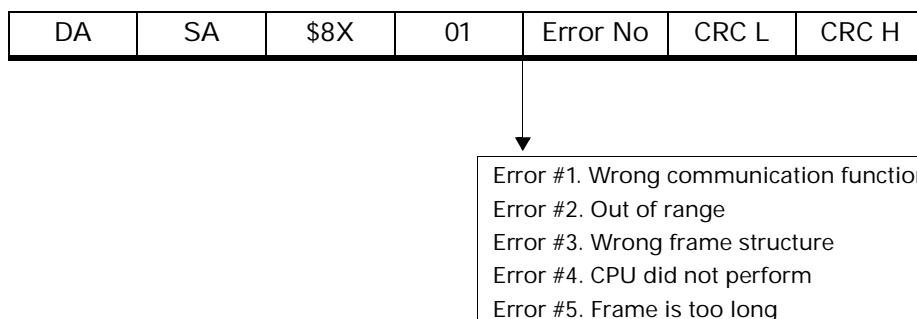 DA SA $8X 01 Error No CRC L CRC H
Error #1. Wrong communication function
Error #2. Out of range
Error #3. Wrong frame structure
Error #4. CPU did not perform
Error #5. Frame is too long